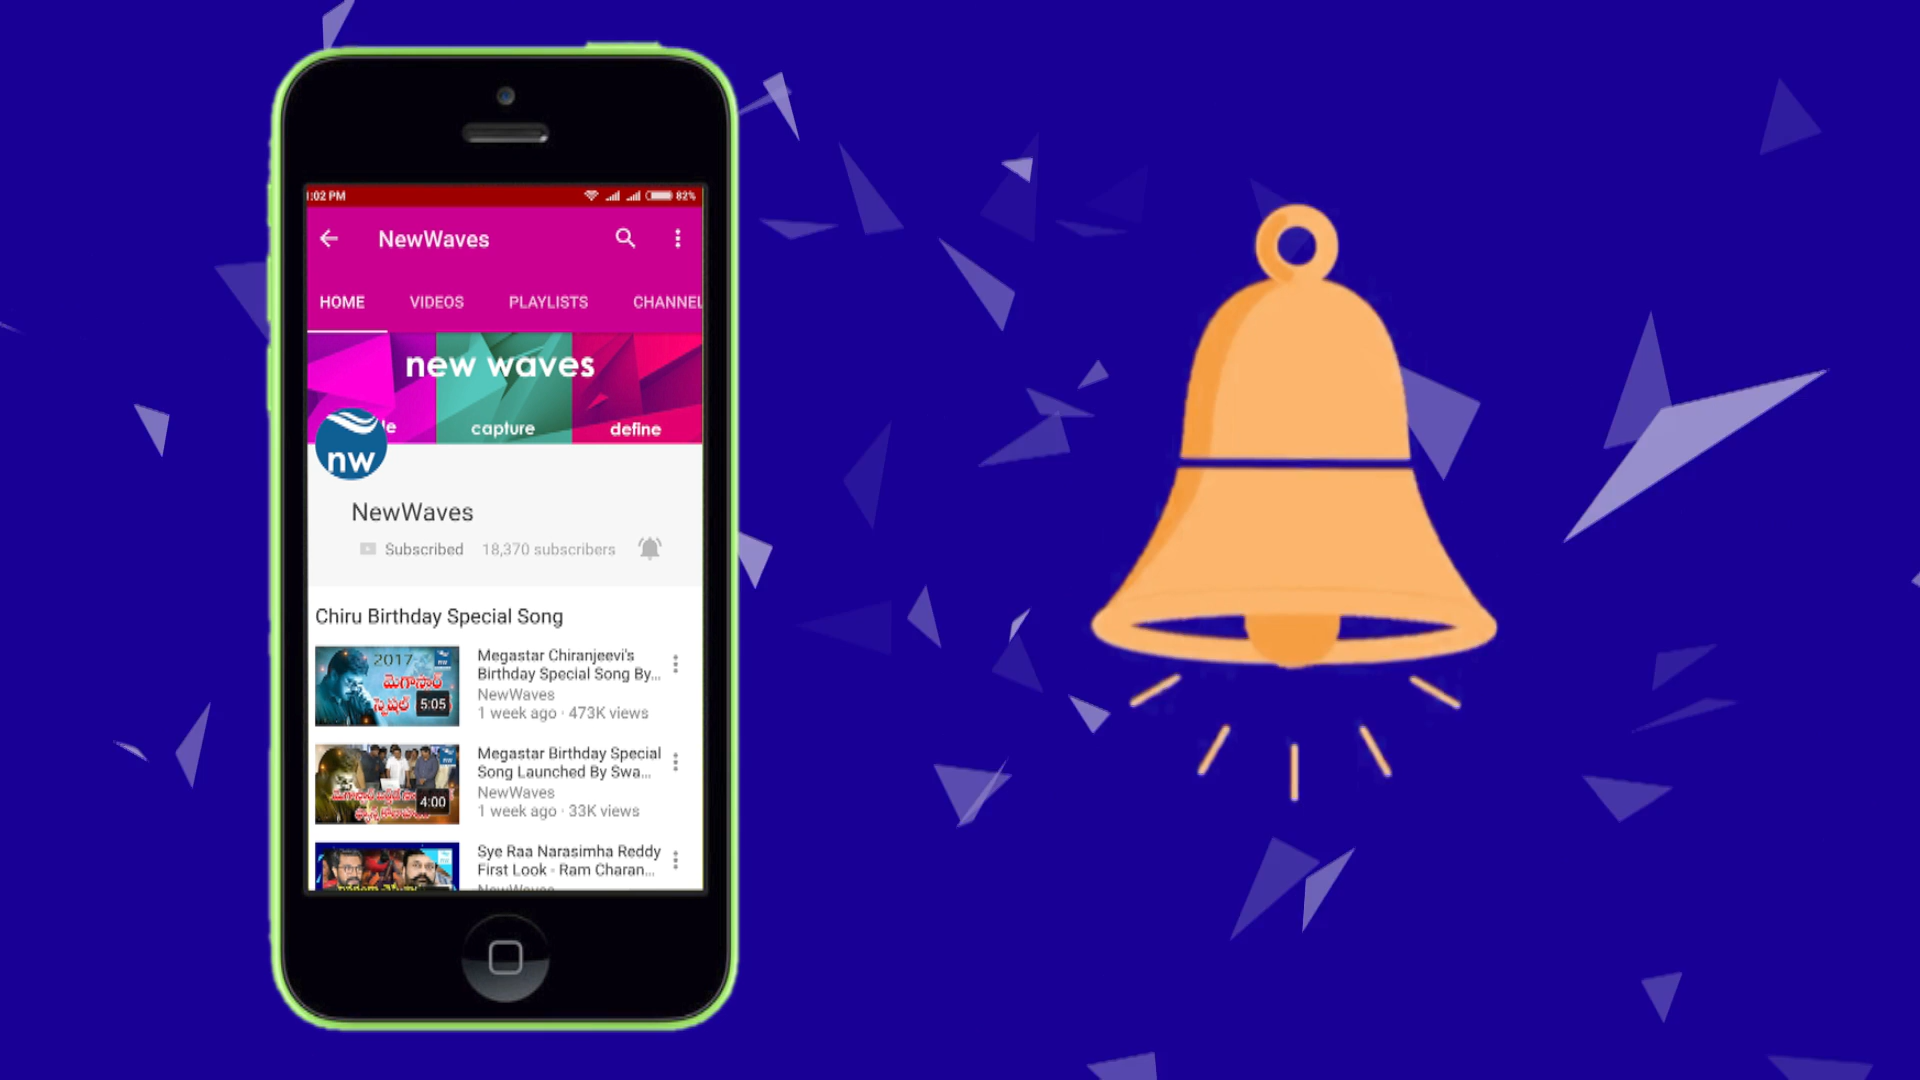 1:02 PM
82%
NewWaves
HOME VIDEOS PLAYLISTS CHANNEL
new waves
capture
define
nw
NewWaves
Subscribed 18,370 subscribers
Chiru Birthday Special Song
2017
మెగాస్టార్
స్పెషల్
5:05
Megastar Chiranjeevi's
Birthday Special Song By...
NewWaves
1 week ago · 473K views
4:00
Megastar Birthday Special
Song Launched By Swa...
NewWaves
1 week ago · 33K views
Sye Raa Narasimha Reddy
First Look - Ram Charan...